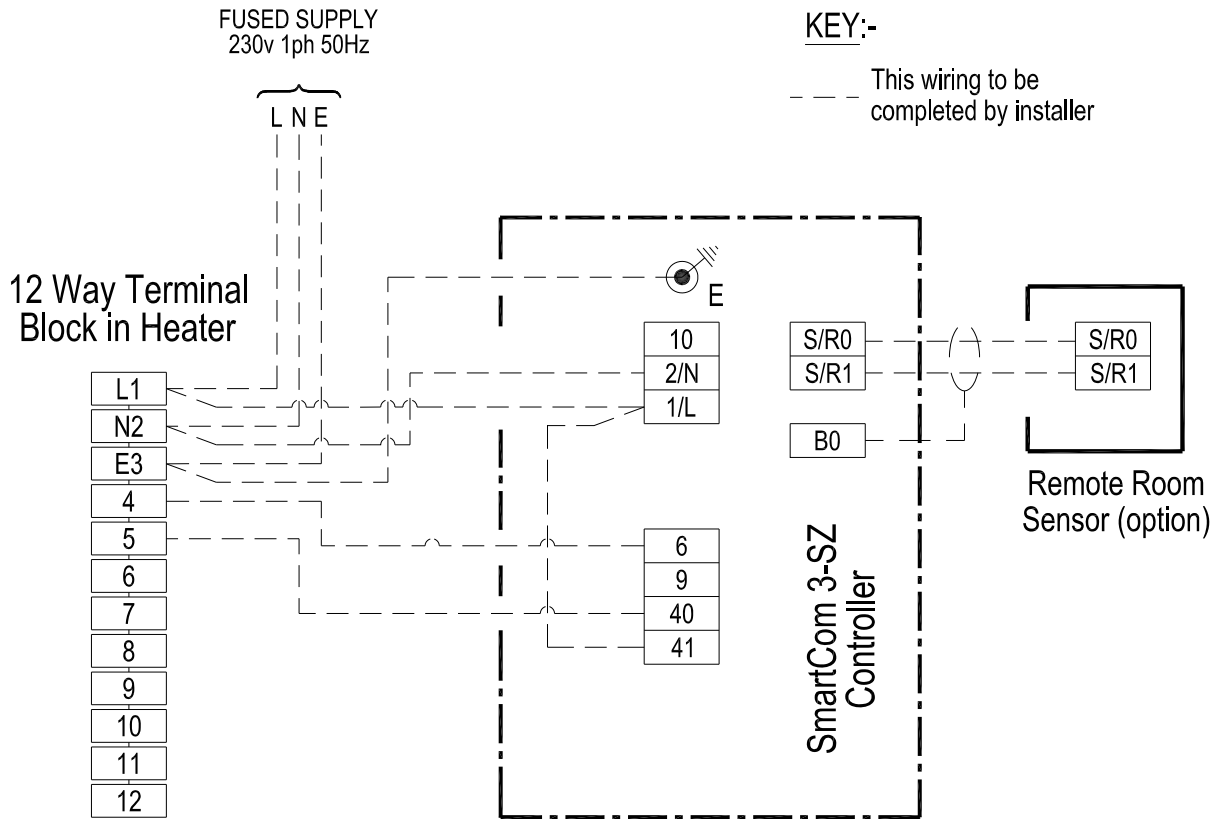 FUSED SUPPLY
230v 1ph 50Hz
L N E
KEY:-
This wiring to be
completed by installer
12 Way Terminal
Block in Heater
L1
N2
E3
4
5
6
7
8
9
10
11
12
E
10
2/N
1/L
6
9
40
41
S/R0
S/R1
B0
SmartCom 3-SZ
Controller
S/R0
S/R1
Remote Room
Sensor (option)